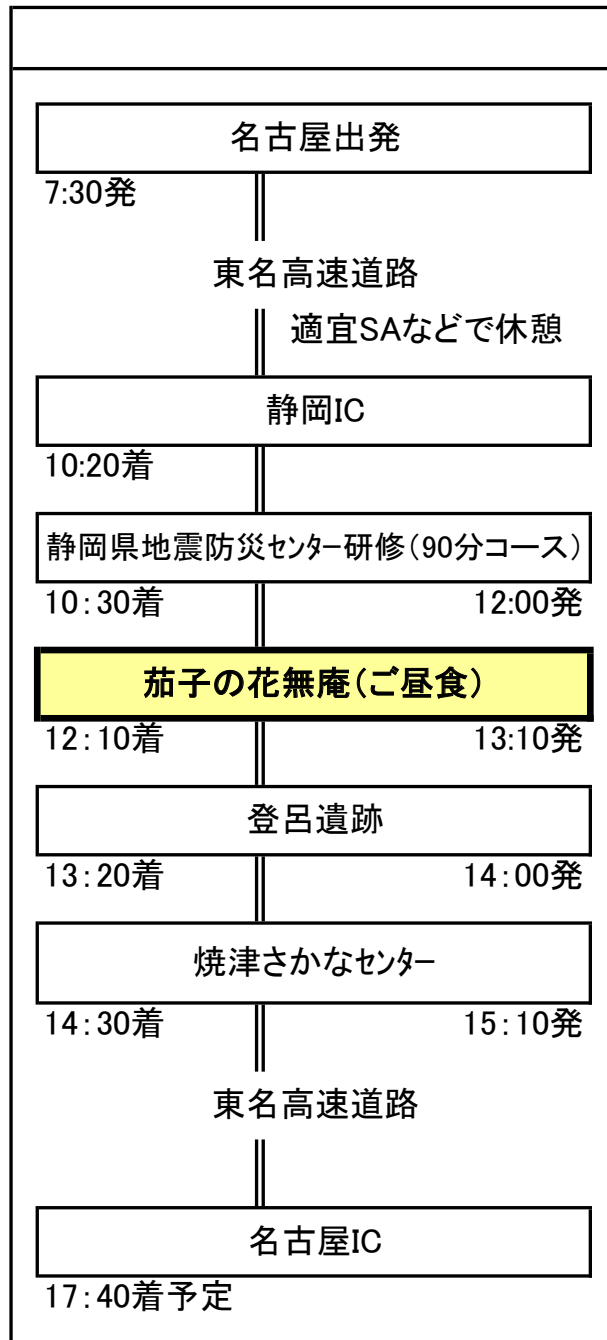 名古屋出発
7:30発
東名高速道路
適宜SAなどで休憩
静岡IC
10:20着
静岡県地震防災ｾﾝﾀｰ研修（90分コース）
10：30着 12:00発
茄子の花無庵（ご昼食）
12：10着 13:10発
登呂遺跡
13：20着 14：00発
焼津さかなｾﾝﾀｰ
14：30着 15：10発
東名高速道路
名古屋IC
17：40着予定